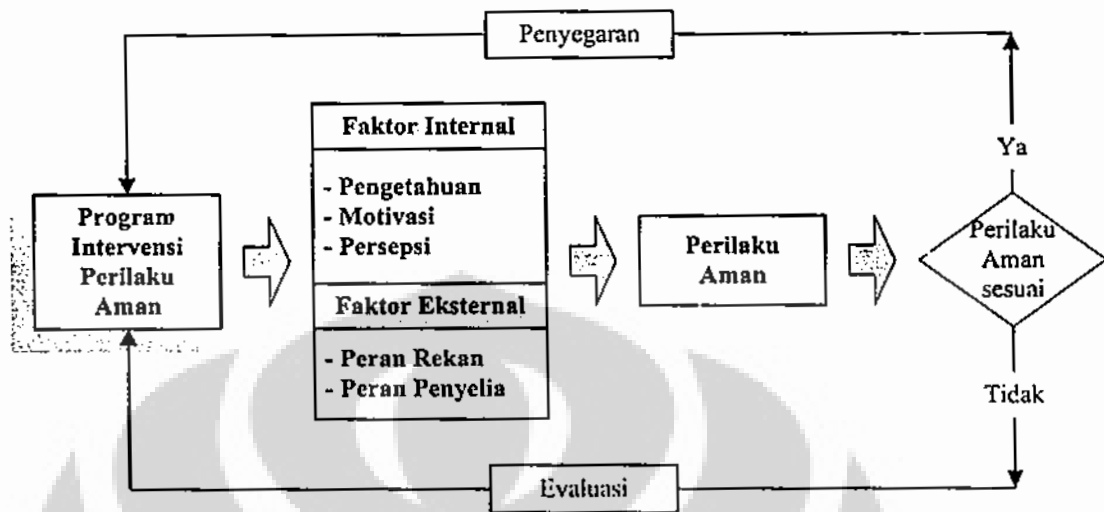 Penyegaran
Faktor Internal
- Pengetahuan
- Motivasi
- Persepsi
Faktor Eksternal
- Peran Rekan
- Peran Penyelia
Program
Intervensi
Perilaku
Aman
Perilaku
Aman
Ya
Perilaku
Aman
sesuai
Tidak
Evaluasi